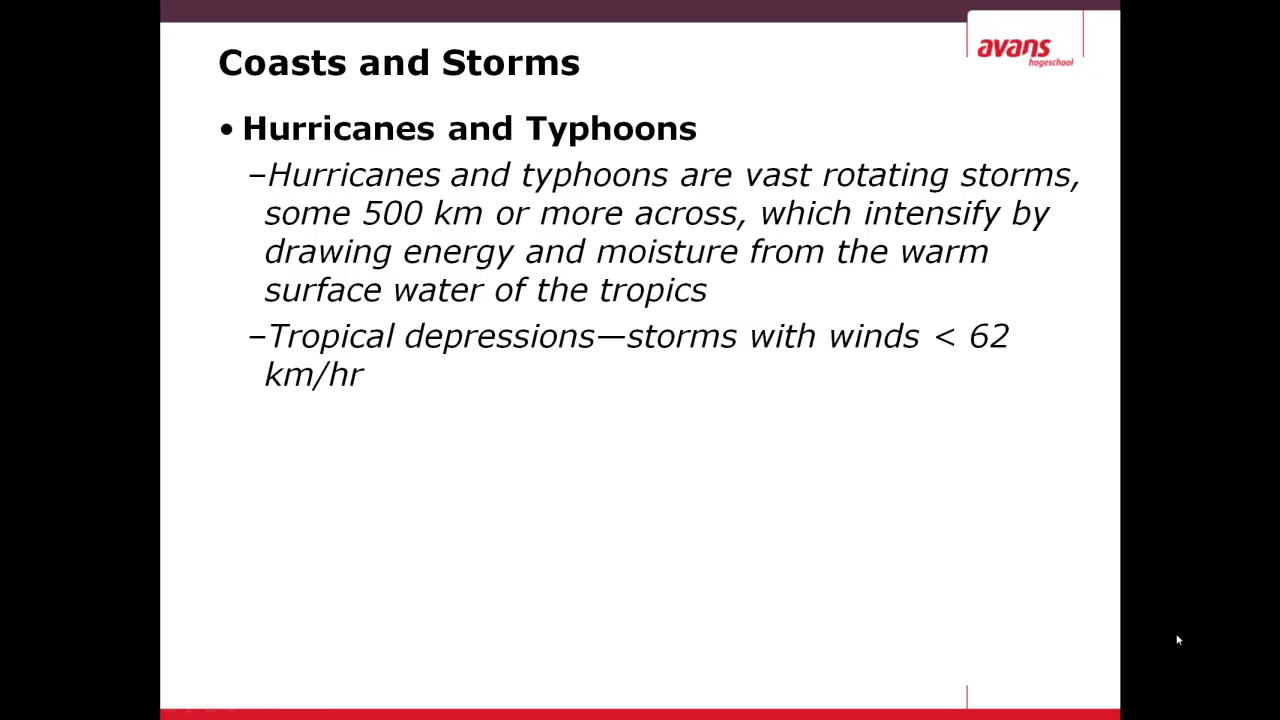 avans
hogeschool
Coasts and Storms
• Hurricanes and Typhoons
–Hurricanes and typhoons are vast rotating storms,
some 500 km or more across, which intensify by
drawing energy and moisture from the warm
surface water of the tropics
–Tropical depressions—storms with winds < 62
km/hr